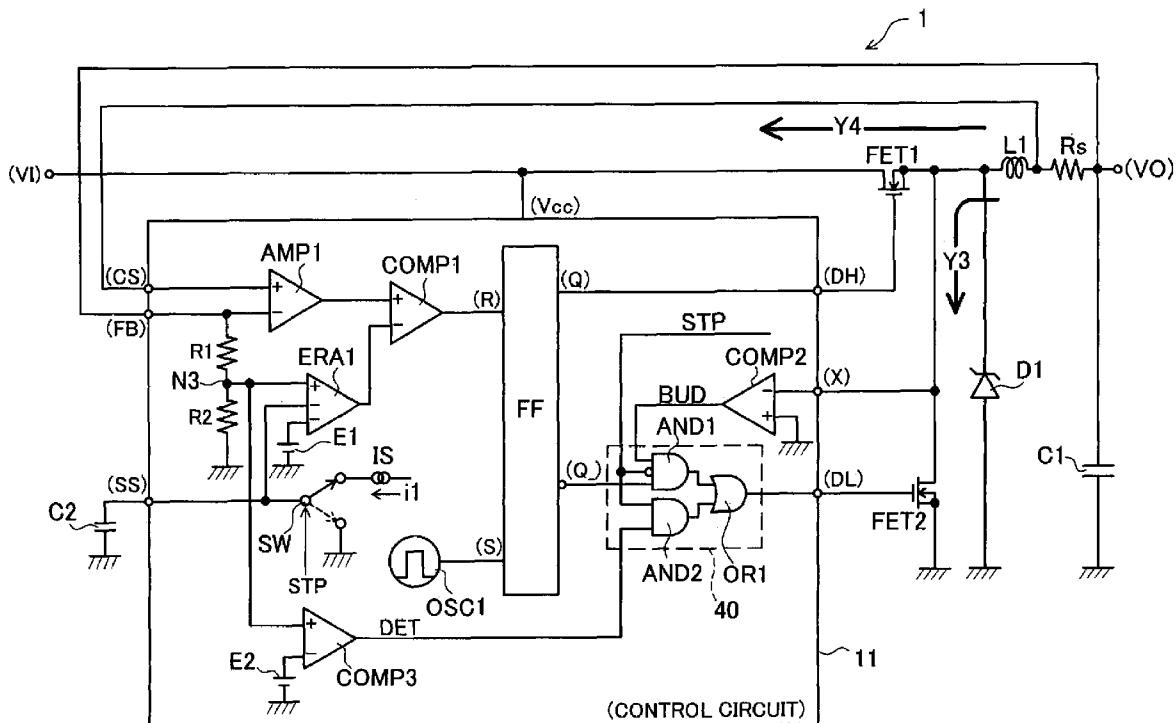 1
Y4
L1
Rs
FET1
(VI)
(VO)
(Vcc)
AMP1
COMP1
(CS)
(R)
(Q)
(DH)
Y3
(FB)
STP
R1
ERA1
COMP2
N3
(X)
D1
BUD
R2
FF
AND1
E1
C1
IS
(Q_)
(SS)
i1
(DL)
C2
FET2
SW
(S)
STP
AND2
OR1
OSC1
40
DET
E2
COMP3
11
(CONTROL CIRCUIT)
+
−
+
−
+
−
−
+
−
+
−